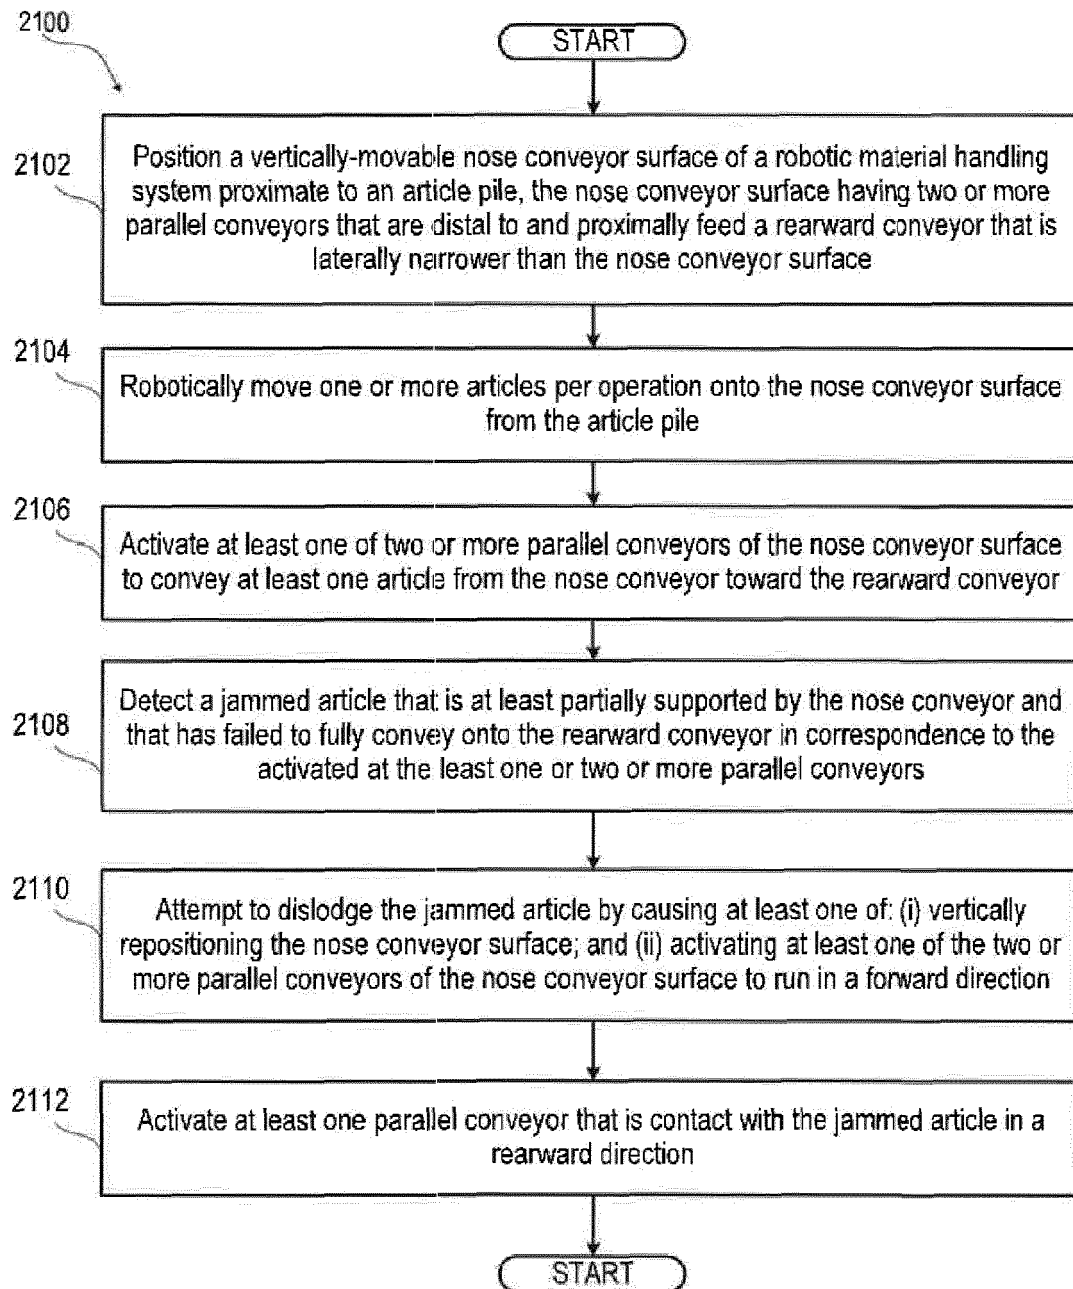 2100
START
2102
Position a vertically-movable nose conveyor surface of a robotic material handling
system proximate to an article pile, the nose conveyor surface having two or more
parallel conveyors that are distal to and proximally feed a rearward conveyor that is
laterally narrower than the nose conveyor surface
2104
Robotically move one or more articles per operation onto the nose conveyor surface
from the article pile
2106
Activate at least one of two or more parallel conveyors of the nose conveyor surface
to convey at least one article from the nose conveyor toward the rearward conveyor
2108
Detect a jammed article that is at least partially supported by the nose conveyor and
that has failed to fully convey onto the rearward conveyor in correspondence to the
activated at the least one or two or more parallel conveyors
2110
Attempt to dislodge the jammed article by causing at least one of: (i) vertically
repositioning the nose conveyor surface; and (ii) activating at least one of the two or
more parallel conveyors of the nose conveyor surface to run in a forward direction
2112
Activate at least one parallel conveyor that is contact with the jammed article in a
rearward direction
START